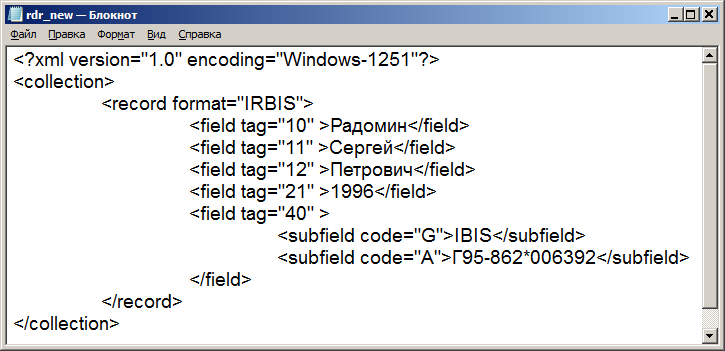 rdr_new — Блокнот
Файл Правка Формат Вид Справка
<?xml version="1.0" encoding="Windows-1251"?>
<collection>
<record format="IRBIS">
<field tag="10" >Радомин</field>
<field tag="11" >Сергей</field>
<field tag="12" >Петрович</field>
<field tag="21" >1996</field>
<field tag="40" >
<subfield code="G">IBIS</subfield>
<subfield code="A">Г95-862*006392</subfield>
</field>
</record>
</collection>